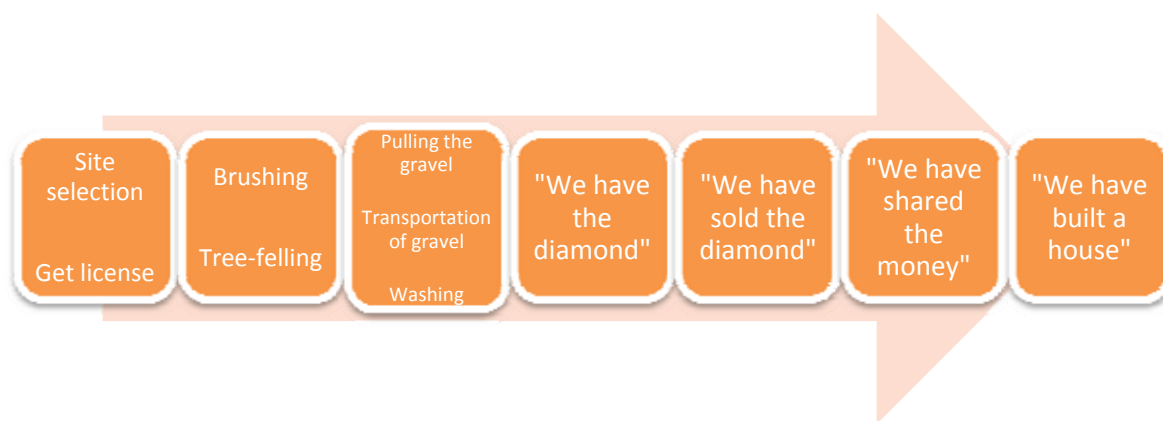 Site
selection
Get license
Brushing
Tree-felling
Pulling the
gravel
Transportation
of gravel
Washing
"We have
the
diamond"
"We have
sold the
diamond"
"We have
shared
the
money"
"We have
built a
house"